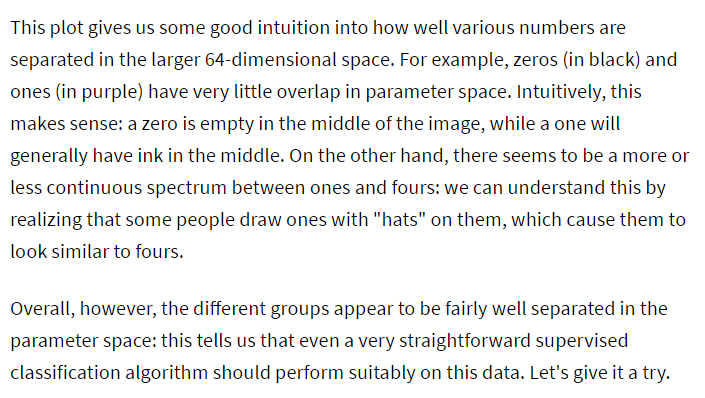 This plot gives us some good intuition into how well various numbers are
separated in the larger 64-dimensional space. For example, zeros (in black) and
ones (in purple) have very little overlap in parameter space. Intuitively, this
makes sense: a zero is empty in the middle of the image, while a one will
generally have ink in the middle. On the other hand, there seems to be a more or
less continuous spectrum between ones and fours: we can understand this by
realizing that some people draw ones with "hats" on them, which cause them to
look similar to fours.
Overall, however, the different groups appear to be fairly well separated in the
parameter space: this tells us that even a very straightforward supervised
classification algorithm should perform suitably on this data. Let's give it a try.